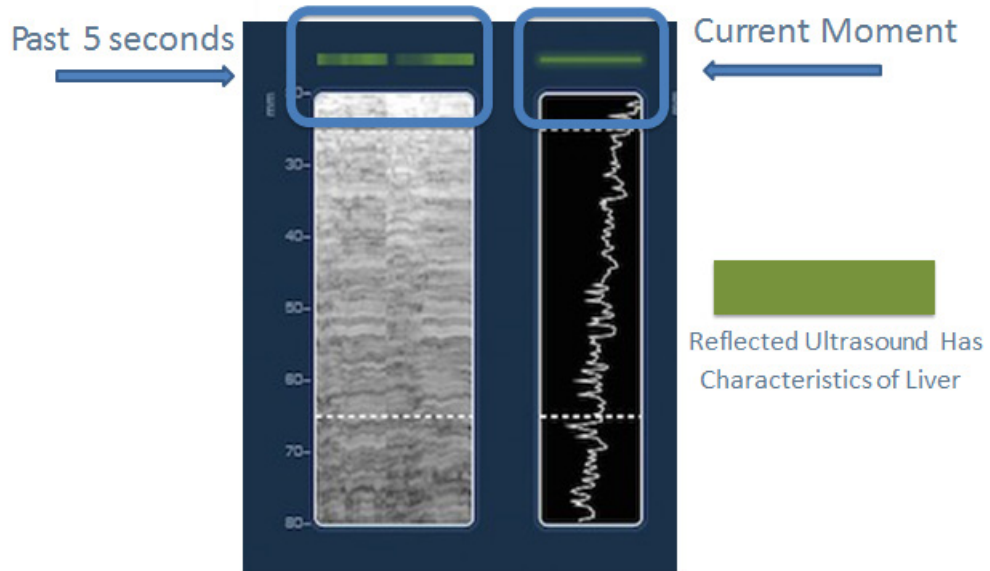 Past 5 seconds
Current Moment
mm
30-
40-
50-
60-
70-
80-
Reflected Ultrasound Has
Characteristics of Liver